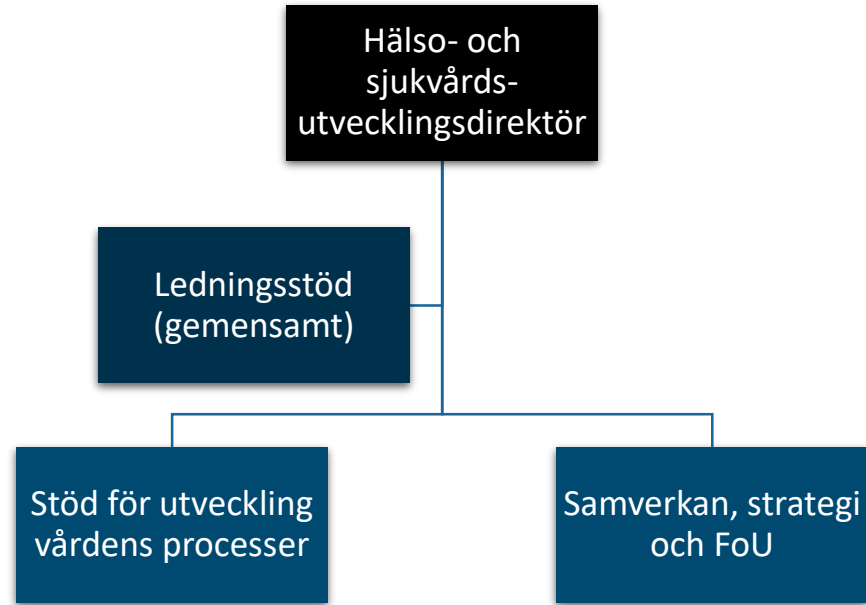 Hälso- och
sjukvårds-
utvecklingsdirektör
Ledningsstöd
(gemensamt)
Stöd för utveckling
vårdens processer
Samverkan, strategi
och FoU